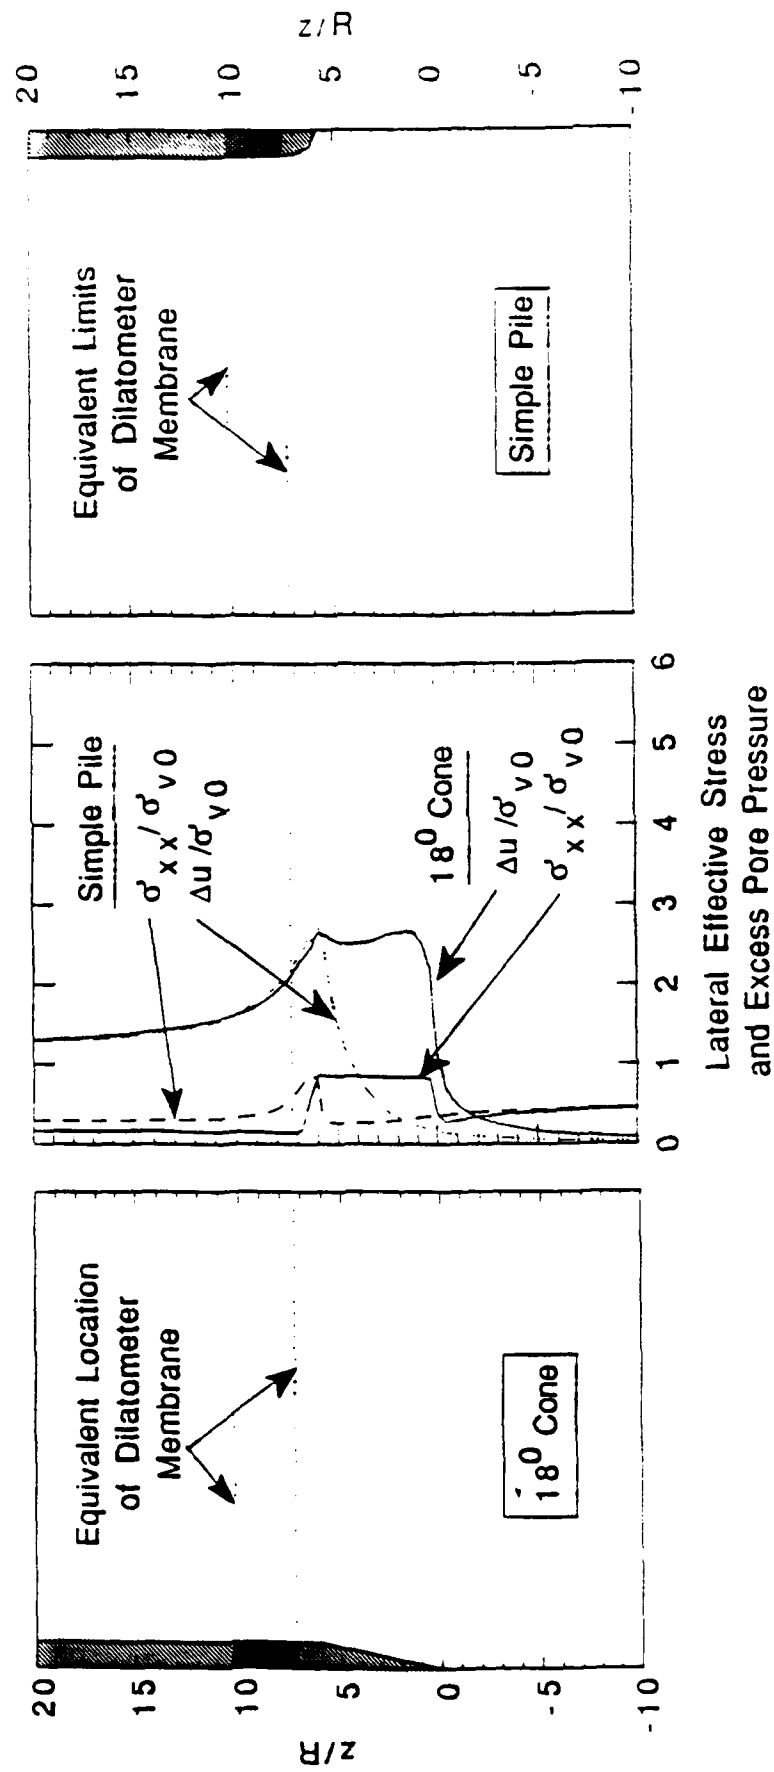 20
15
10
5
0
-5
-10
z/R
Equivalent Location
of Dilatometer
Membrane
18⁰ Cone
Simple Pile
σ' xx / σ' v0
Δu / σ' v0
18⁰ Cone
Δu / σ' v0
σ' xx / σ' v0
0
1
2
3
4
5
6
Lateral Effective Stress
and Excess Pore Pressure
Equivalent Limits
of Dilatometer
Membrane
Simple Pile
20
15
10
5
0
-5
-10
z/R